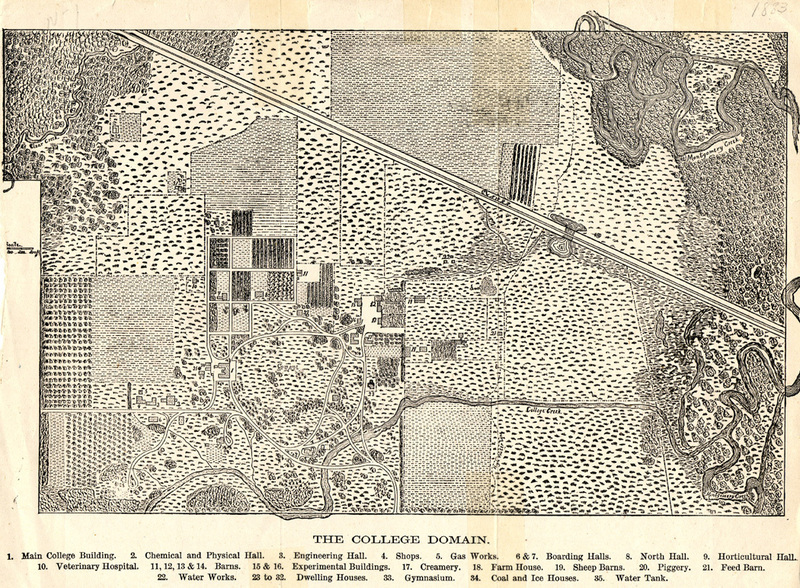 1893
Montgomery Creek
College Creek
THE COLLEGE DOMAIN.
1. Main College Building. 2. Chemical and Physical Hall. 3. Engineering Hall. 4. Shops. 5. Gas Works. 6 & 7. Boarding Halls. 8. North Hall. 9. Horticultural Hall.
10. Veterinary Hospital. 11, 12, 13 & 14. Barns. 15 & 16. Experimental Buildings. 17. Creamery. 18. Farm House. 19. Sheep Barns. 20. Piggery. 21. Feed Barn.
22. Water Works. 23 to 32. Dwelling Houses. 33. Gymnasium. 34. Coal and Ice Houses. 35. Water Tank.